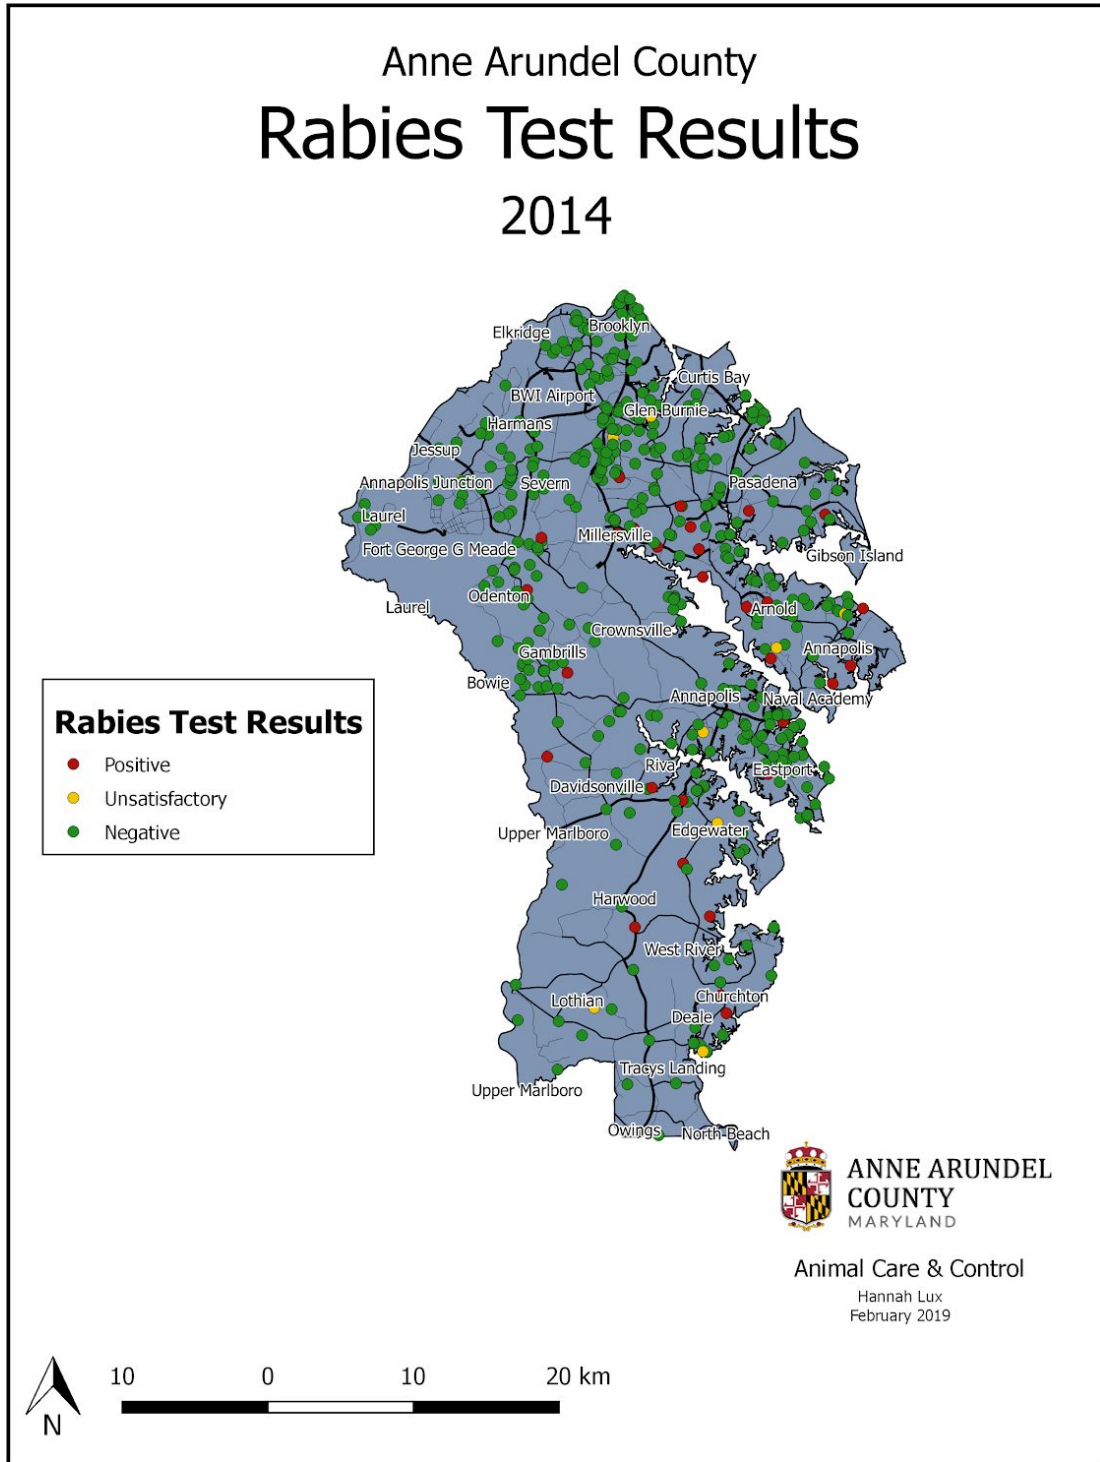 Anne Arundel County
Rabies Test Results
2014
Brooklyn
Elkridge
Curtis Bay
BWI Airport
Glen Burnie
Harmans
Jessup
Annapolis Junction
Severn
Pasadena
Laurel
Millersville
Fort George G Meade
Gibson Island
Odenton
Laurel
Arnold
Crownsville
Gambrills
Annapolis
Bowie
Annapolis
Naval Academy
Rabies Test Results
Positive
Unsatisfactory
Negative
Riva
Eastport
Davidsonville
Upper Marlboro
Edgewater
Harwood
West River
Lothian
Churchton
Deale
Tracys Landing
Upper Marlboro
Owings
North Beach
ANNE ARUNDEL
COUNTY
MARYLAND
Animal Care & Control
Hannah Lux
February 2019
10 0 10 20 km
N